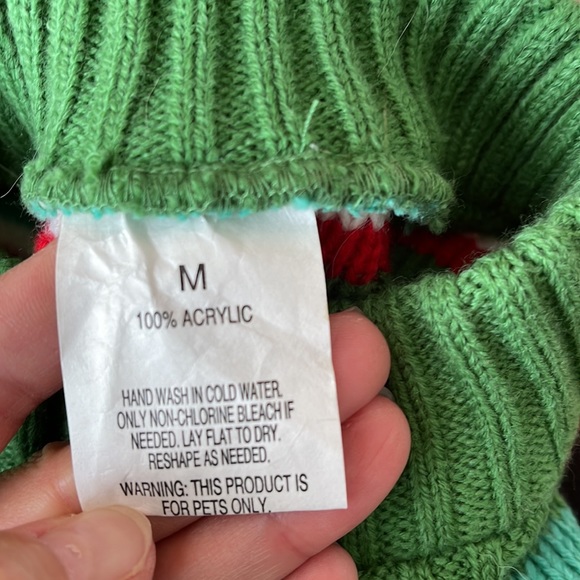 M
100% ACRYLIC
HAND WASH IN COLD WATER.
ONLY NON-CHLORINE BLEACH IF
NEEDED. LAY FLAT TO DRY.
RESHAPE AS NEEDED.
WARNING: THIS PRODUCT IS
FOR PETS ONLY.